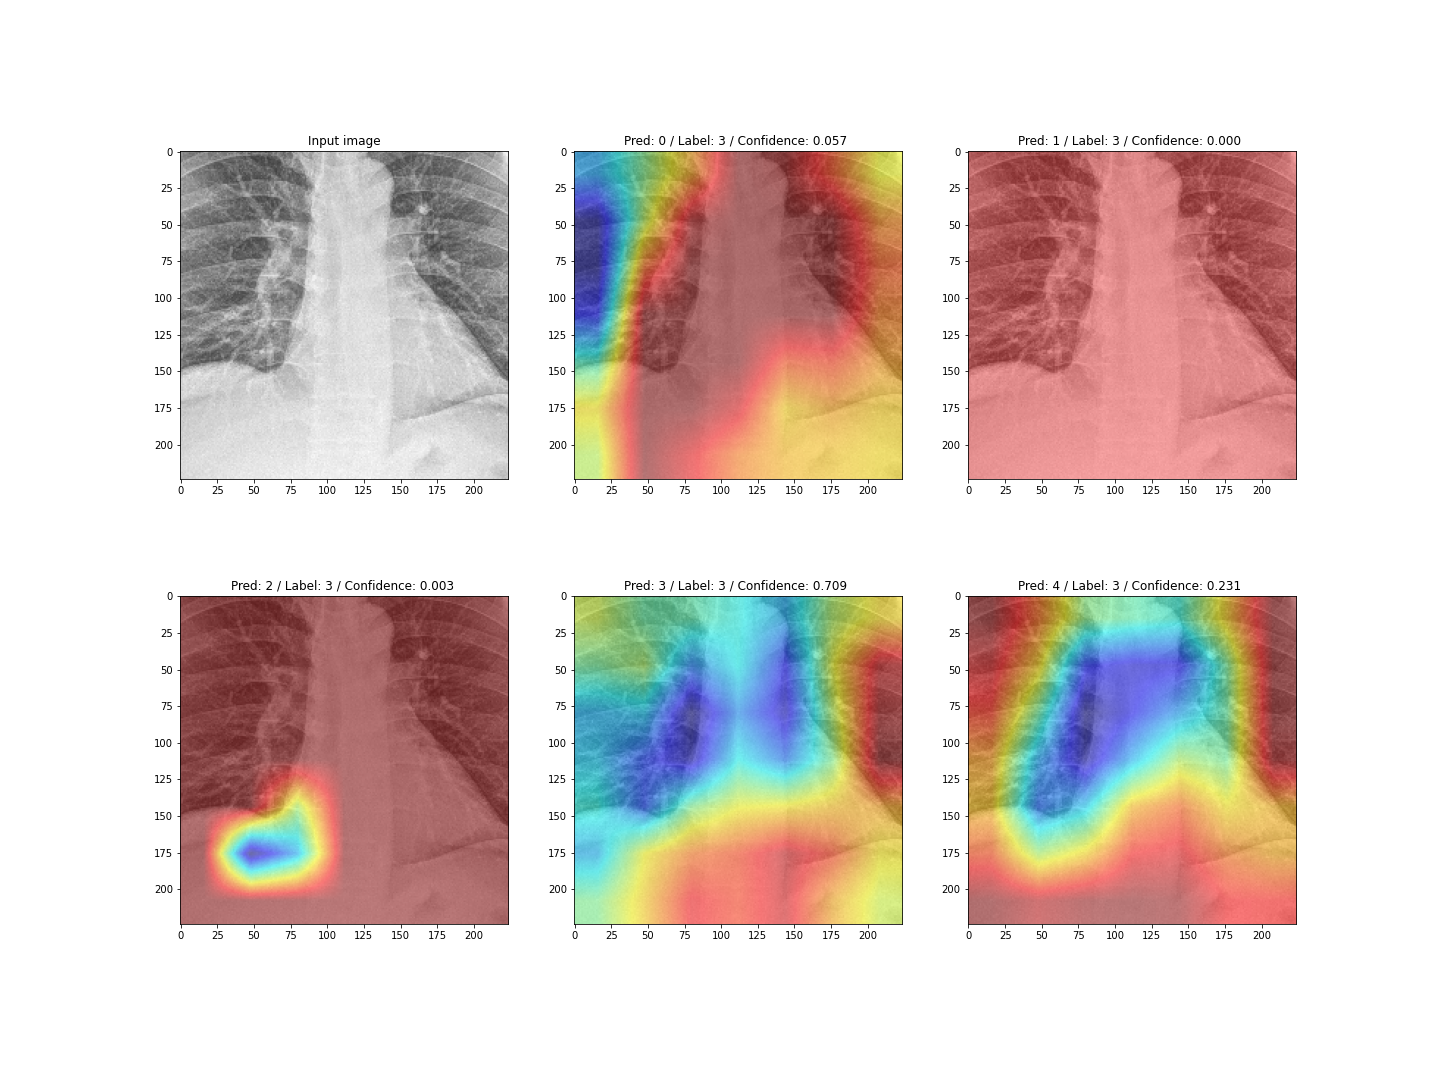 Input image
Pred: 0 / Label: 3 / Confidence: 0.057
Pred: 1 / Label: 3 / Confidence: 0.000
0 0 0
25 25 25
50 50 50
75 75 75
100 100 100
125 125 125
150 150 150
175 175 175
200 200 200
0 25 50 75 100 125 150 175 200
0 25 50 75 100 125 150 175 200
0 25 50 75 100 125 150 175 200
Pred: 2 / Label: 3 / Confidence: 0.003
Pred: 3 / Label: 3 / Confidence: 0.709
Pred: 4 / Label: 3 / Confidence: 0.231
0 0 0
25 25 25
50 50 50
75 75 75
100 100 100
125 125 125
150 150 150
175 175 175
200 200 200
0 25 50 75 100 125 150 175 200
0 25 50 75 100 125 150 175 200
0 25 50 75 100 125 150 175 200